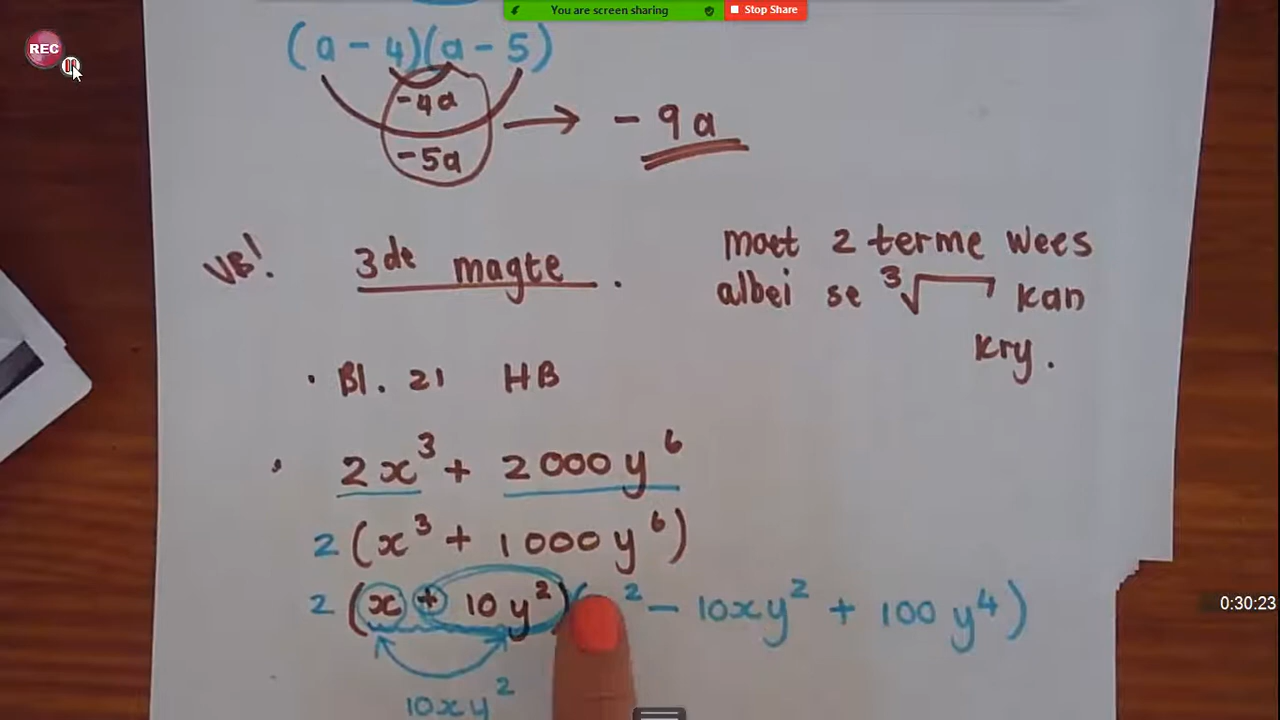 You are screen sharing Stop Share
REC
(a - 4)(a - 5)
-4a
-5a
→ - 9a
VB! 3de magte.
moet 2 terme wees
albei se ³√ kan
kry.
· Bl. 21 HB
· 2x³ + 2000y⁶
2(x³ + 1000y⁶)
0:30:23
2(x + 10y²)( ² - 10xy² + 100y⁴)
10xy²